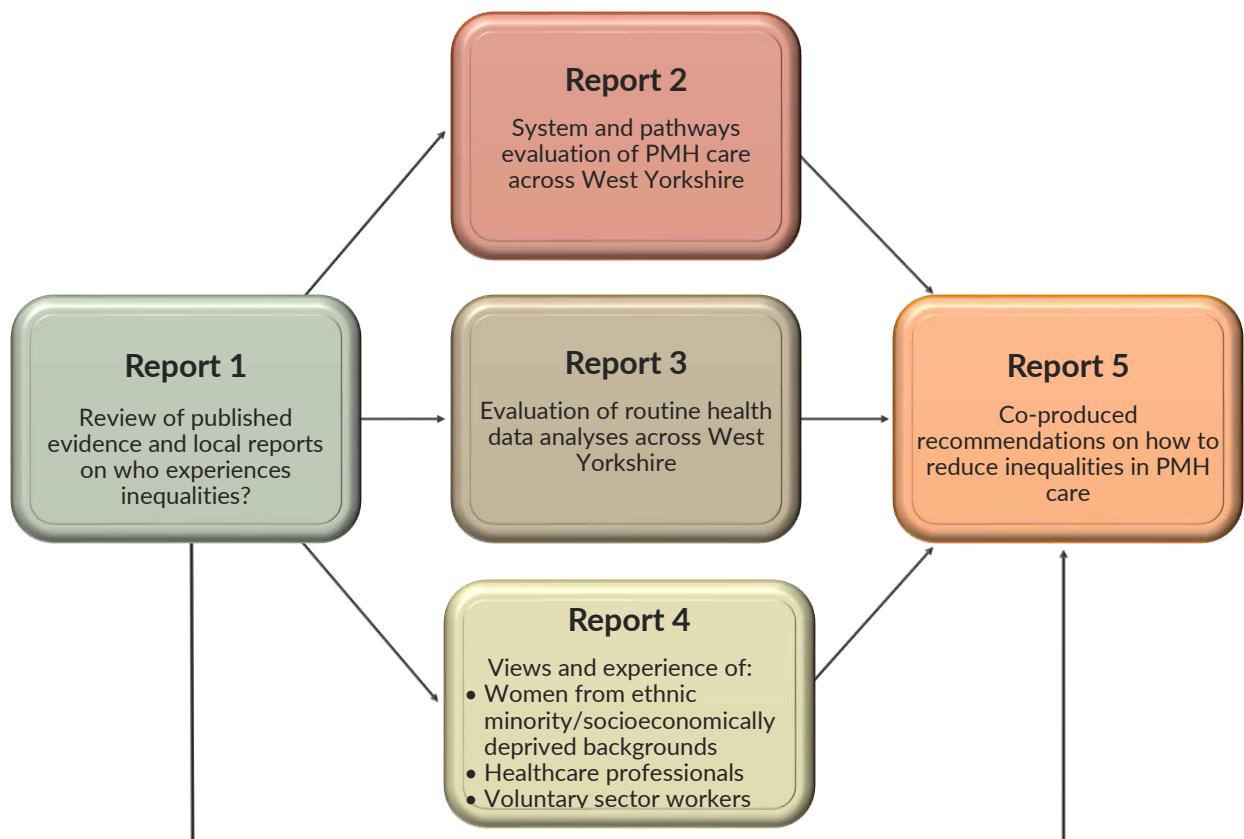 Report 2
System and pathways
evaluation of PMH care
across West Yorkshire
Report 1
Review of published
evidence and local reports
on who experiences
inequalities?
Report 3
Evaluation of routine health
data analyses across West
Yorkshire
Report 5
Co-produced
recommendations on how to
reduce inequalities in PMH
care
Report 4
Views and experience of:
• Women from ethnic
minority/socioeconomically
deprived backgrounds
• Healthcare professionals
• Voluntary sector workers